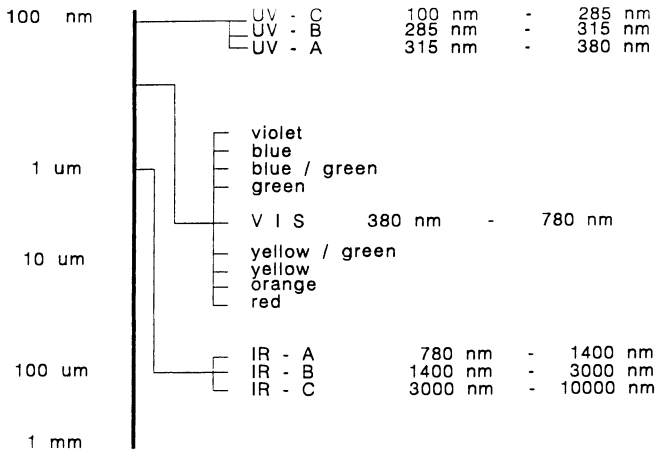 100 nm UV - C 100 nm - 285 nm
UV - B 285 nm - 315 nm
UV - A 315 nm - 380 nm
violet
blue
1 um blue / green
green
V I S 380 nm - 780 nm
yellow / green
10 um yellow
orange
red
IR - A 780 nm - 1400 nm
100 um IR - B 1400 nm - 3000 nm
IR - C 3000 nm - 10000 nm
1 mm